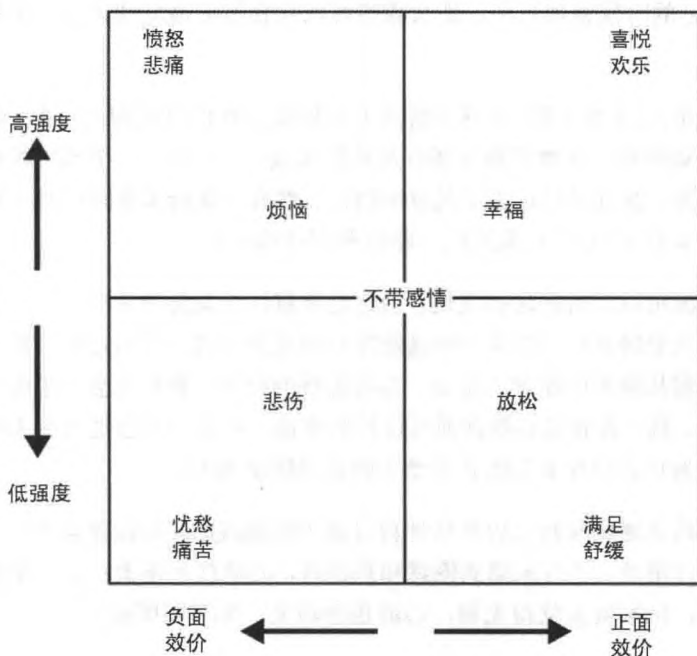 愤怒
悲痛
喜悦
欢乐
高强度
烦恼
幸福
不带感情
悲伤
放松
低强度
忧愁
痛苦
满足
舒缓
负面
效价
正面
效价